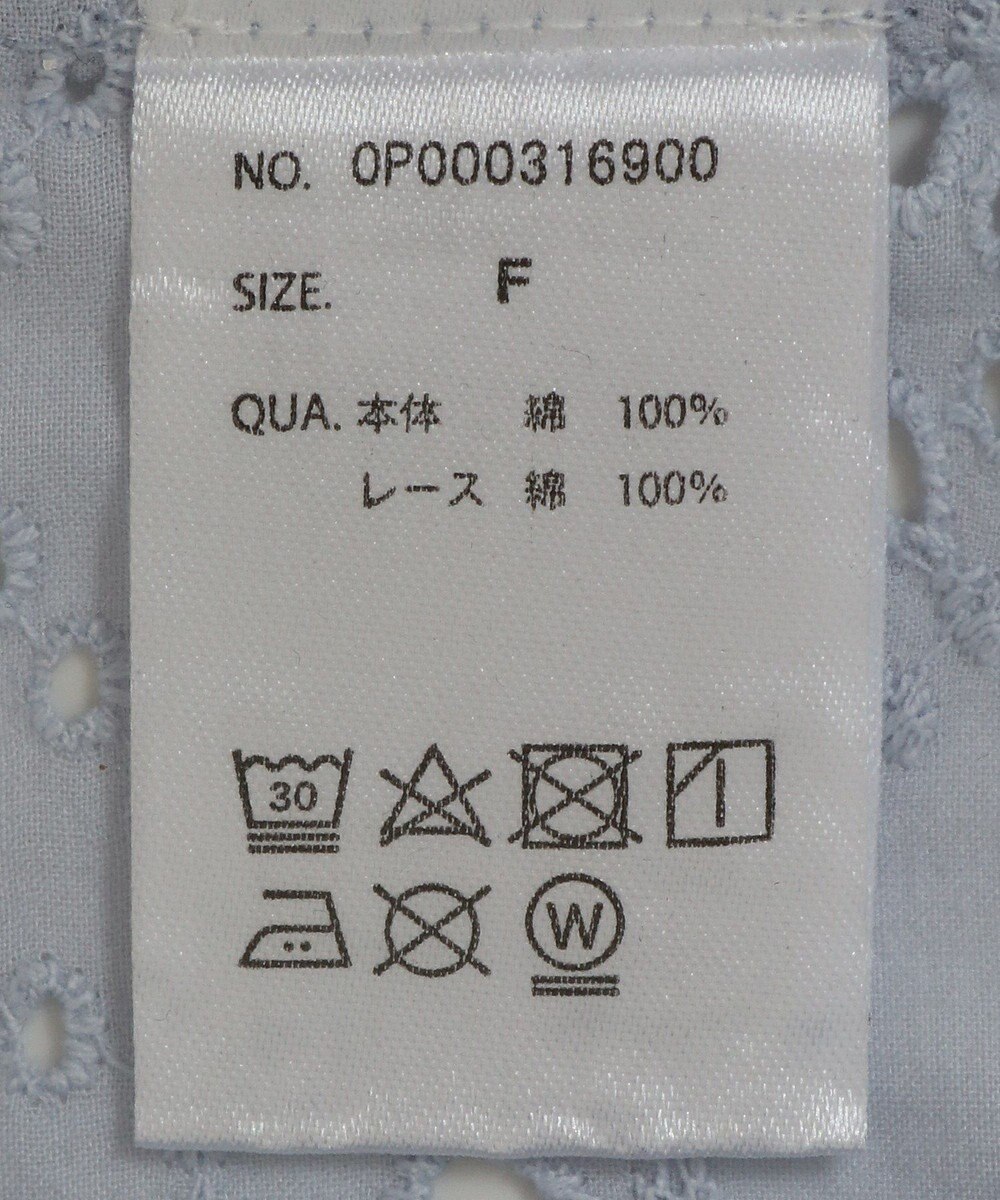 NO. 0P000316900
SIZE. F
QUA. 本体 綿 100%
レース 綿 100%
30
W